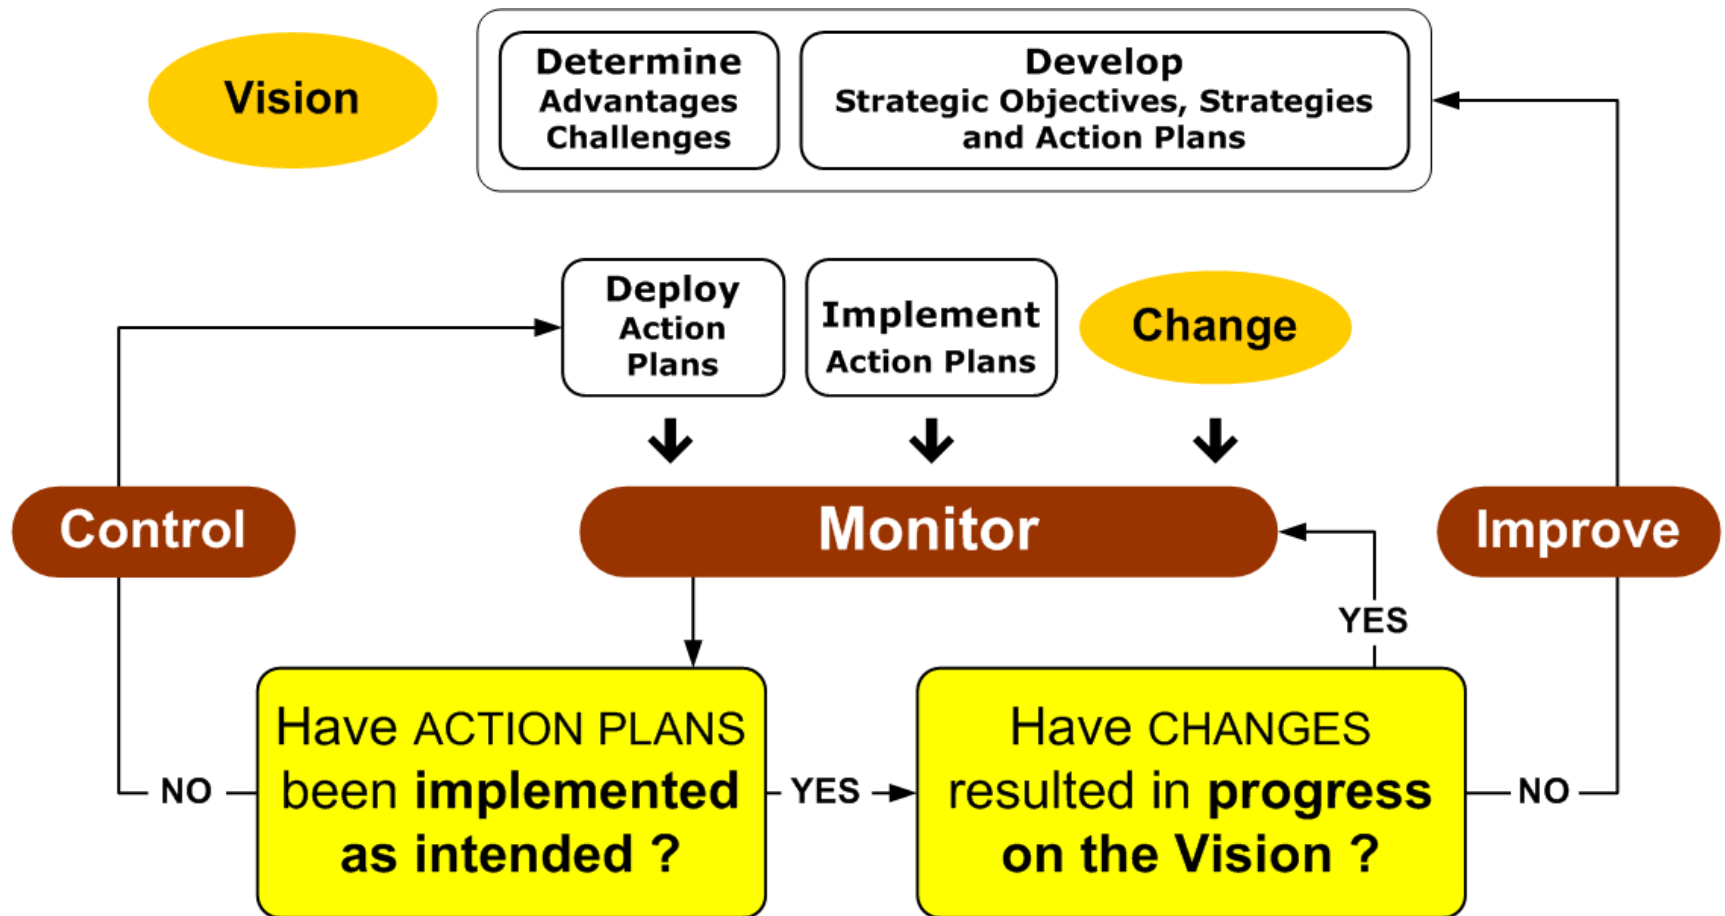 Vision
Determine
Advantages
Challenges
Develop
Strategic Objectives, Strategies
and Action Plans
Deploy
Action
Plans
Implement
Action Plans
Change
Control
Monitor
Improve
YES
Have ACTION PLANS
been implemented
as intended ?
NO
YES
Have CHANGES
resulted in progress
on the Vision ?
NO